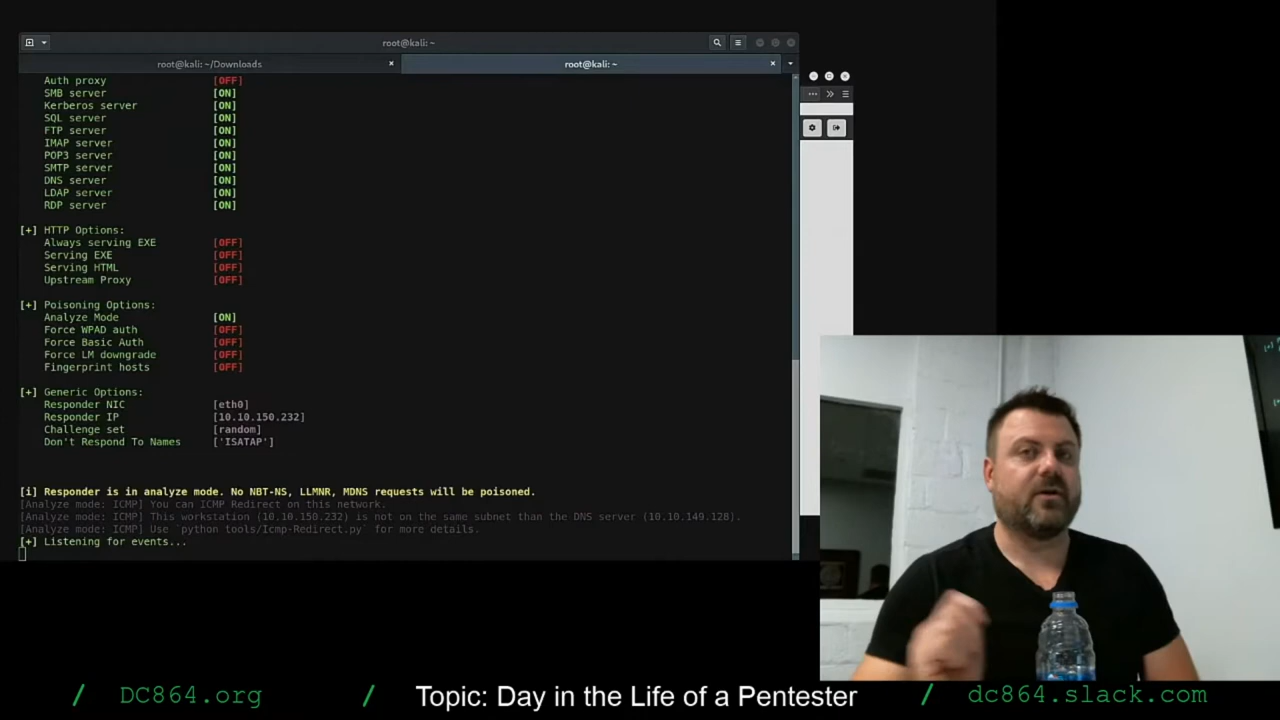 root@kali: ~
root@kali: ~/Downloads
root@kali: ~
Auth proxy [OFF]
SMB server [ON]
Kerberos server [ON]
SQL server [ON]
FTP server [ON]
IMAP server [ON]
POP3 server [ON]
SMTP server [ON]
DNS server [ON]
LDAP server [ON]
RDP server [ON]
[+] HTTP Options:
Always serving EXE [OFF]
Serving EXE [OFF]
Serving HTML [OFF]
Upstream Proxy [OFF]
[+] Poisoning Options:
Analyze Mode [ON]
Force WPAD auth [OFF]
Force Basic Auth [OFF]
Force LM downgrade [OFF]
Fingerprint hosts [OFF]
[+] Generic Options:
Responder NIC [eth0]
Responder IP [10.10.150.232]
Challenge set [random]
Don't Respond To Names ['ISATAP']
[i] Responder is in analyze mode. No NBT-NS, LLMNR, MDNS requests will be poisoned.
[Analyze mode: ICMP] You can ICMP Redirect on this network.
[Analyze mode: ICMP] This workstation (10.10.150.232) is not on the same subnet than the DNS server (10.10.149.128).
[Analyze mode: ICMP] Use `python tools/Icmp-Redirect.py` for more details.
[+] Listening for events...
/ DC864.org / Topic: Day in the Life of a Pentester / dc864.slack.com